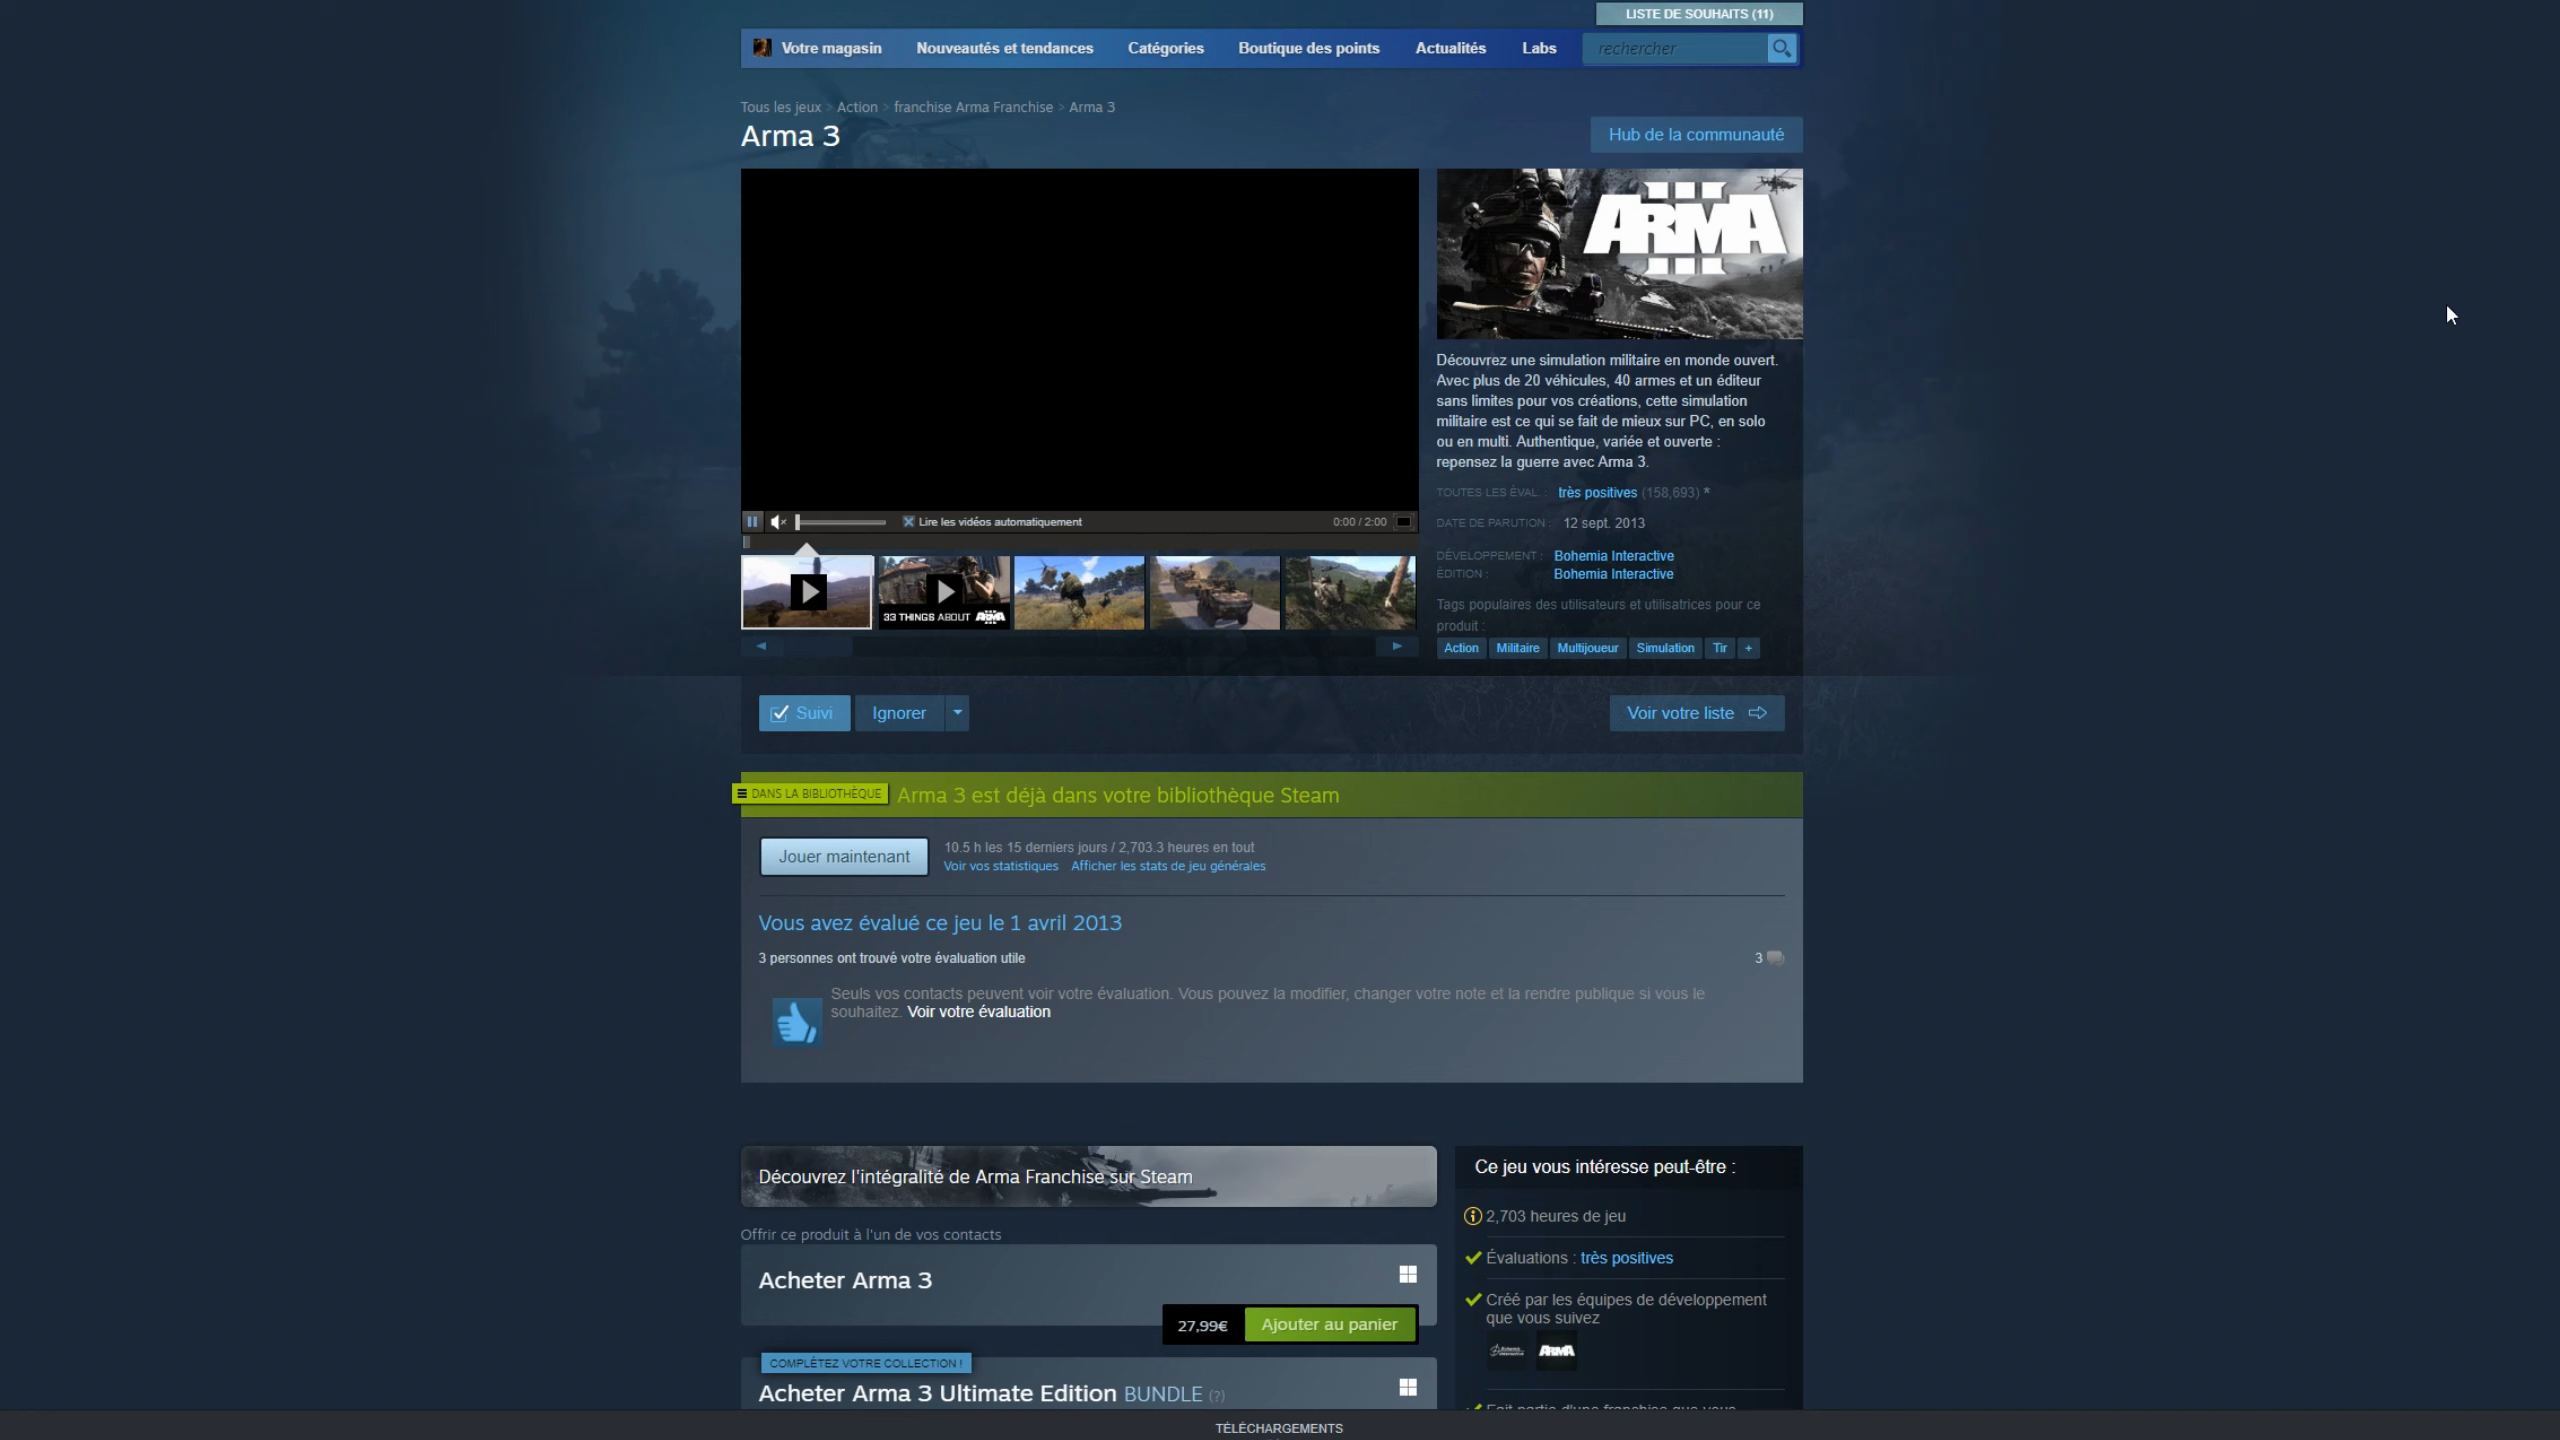 LISTE DE SOUHAITS (11)
Votre magasin Nouveautés et tendances Catégories Boutique des points Actualités Labs rechercher
Tous les jeux > Action > franchise Arma Franchise > Arma 3
Arma 3
Hub de la communauté
ARMA III
Découvrez une simulation militaire en monde ouvert.
Avec plus de 20 véhicules, 40 armes et un éditeur
sans limites pour vos créations, cette simulation
militaire est ce qui se fait de mieux sur PC, en solo
ou en multi. Authentique, variée et ouverte :
repensez la guerre avec Arma 3.
TOUTES LES ÉVAL. : très positives (158,693) *
DATE DE PARUTION : 12 sept. 2013
DÉVELOPPEMENT : Bohemia Interactive
ÉDITION : Bohemia Interactive
Tags populaires des utilisateurs et utilisatrices pour ce
produit :
Action Militaire Multijoueur Simulation Tir +
Lire les vidéos automatiquement 0:00 / 2:00
33 THINGS ABOUT ARMA III
Suivi Ignorer Voir votre liste
DANS LA BIBLIOTHÈQUE Arma 3 est déjà dans votre bibliothèque Steam
Jouer maintenant
10.5 h les 15 derniers jours / 2,703.3 heures en tout
Voir vos statistiques Afficher les stats de jeu générales
Vous avez évalué ce jeu le 1 avril 2013
3 personnes ont trouvé votre évaluation utile 3
Seuls vos contacts peuvent voir votre évaluation. Vous pouvez la modifier, changer votre note et la rendre publique si vous le
souhaitez. Voir votre évaluation
Découvrez l'intégralité de Arma Franchise sur Steam
Offrir ce produit à l'un de vos contacts
Acheter Arma 3
27,99€ Ajouter au panier
COMPLÉTEZ VOTRE COLLECTION !
Acheter Arma 3 Ultimate Edition BUNDLE (?)
Ce jeu vous intéresse peut-être :
2,703 heures de jeu
Évaluations : très positives
Créé par les équipes de développement
que vous suivez
ARMA
Fait partie d'une franchise que vous
TÉLÉCHARGEMENTS